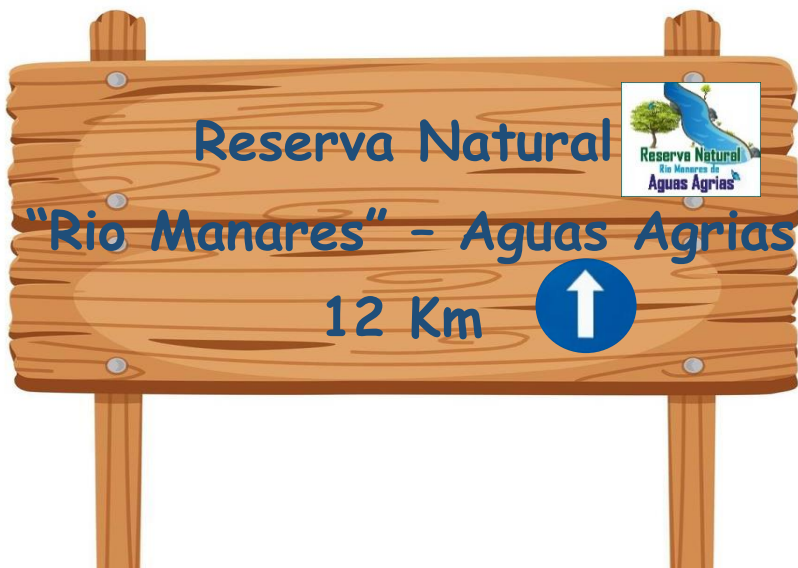 Reserva Natural
“Rio Manares” – Aguas Agrias
12 Km
Reserva Natural
Rio Manares de
Aguas Agrias